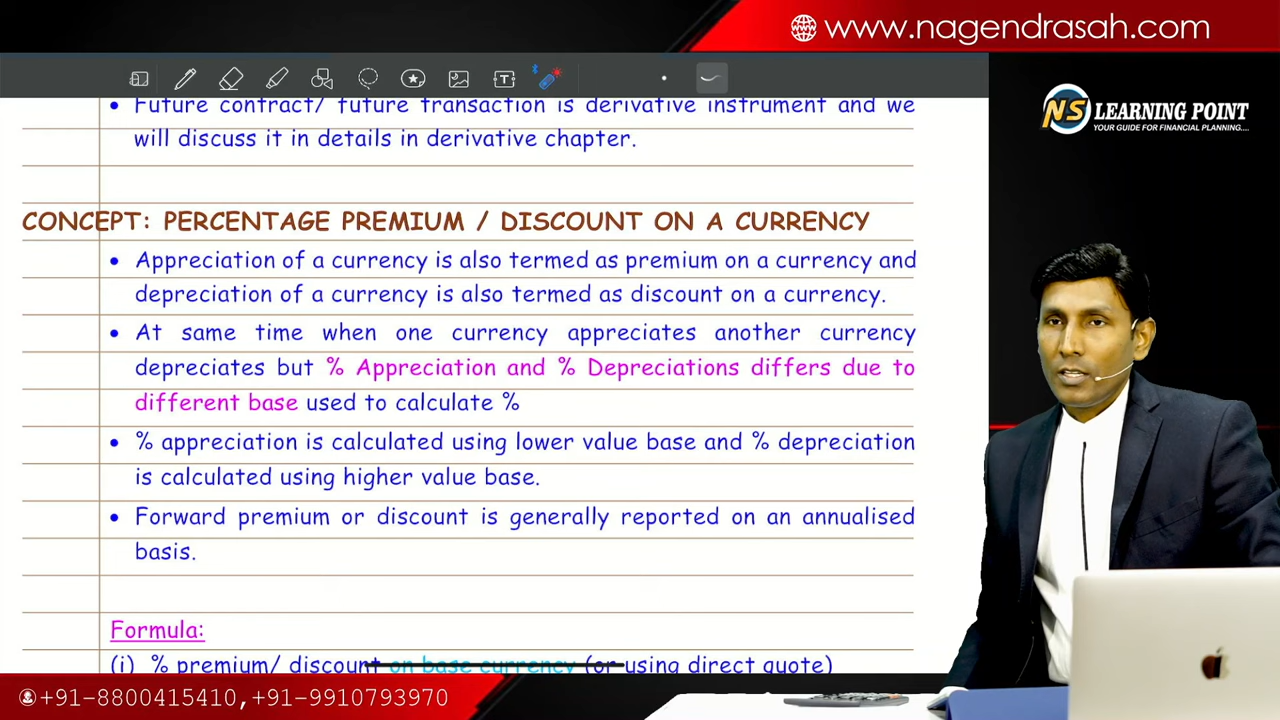 www.nagendrasah.com
NS LEARNING POINT
YOUR GUIDE FOR FINANCIAL PLANNING....
• Future contract/ future transaction is derivative instrument and we
will discuss it in details in derivative chapter.
CONCEPT: PERCENTAGE PREMIUM / DISCOUNT ON A CURRENCY
• Appreciation of a currency is also termed as premium on a currency and
depreciation of a currency is also termed as discount on a currency.
• At same time when one currency appreciates another currency
depreciates but % Appreciation and % Depreciations differs due to
different base used to calculate %
• % appreciation is calculated using lower value base and % depreciation
is calculated using higher value base.
• Forward premium or discount is generally reported on an annualised
basis.
Formula:
(i) % premium/ discount on base currency (or using direct quote)
+91-8800415410,+91-9910793970